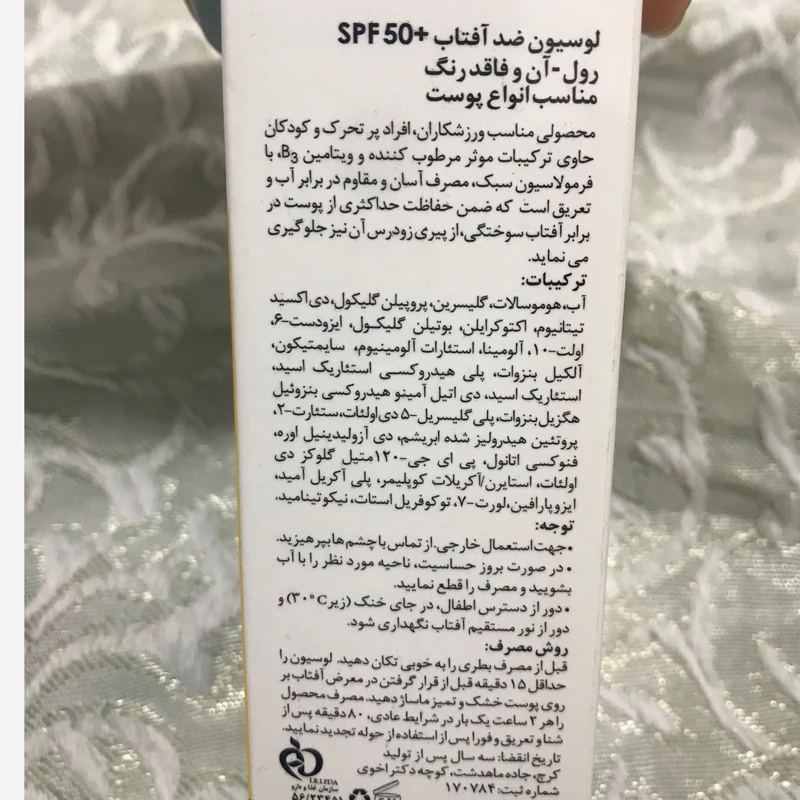 لوسیون ضد آفتاب SPF 50+
رول-آن و فاقد رنگ
مناسب انواع پوست
محصولی مناسب ورزشکاران، افراد پر تحرک و کودکان
حاوی ترکیبات موثر مرطوب کننده و ویتامین B3، با
فرمولاسیون سبک، مصرف آسان و مقاوم در برابر آب و
تعریق است که ضمن حفاظت حداکثری از پوست در
برابر آفتاب سوختگی، از پیری زودرس آن نیز جلوگیری
می نماید.
ترکیبات:
آب، هوموسالات، گلیسرین، پروپیلن گلیکول، دی اکسید
تیتانیوم، اکتوکرایلن، بوتیلن گلیکول، ایزودست-۶،
اولت-۱۰، آلومینا، استئارات آلومینیوم، سایمتیکون،
آلکیل بنزوات، پلی هیدروکسی استئاریک اسید،
استئاریک اسید، دی اتیل آمینو هیدروکسی بنزوئیل
هگزیل بنزوات، پلی گلیسریل-۵ دی اولئات، ستئارت-۲،
پروتئین هیدرولیز شده ابریشم، دی آزولیدینیل اوره،
فنوکسی اتانول، پی ای جی-۱۲۰ متیل گلوکز دی
اولئات، استایرن/آکریلات کوپلیمر، پلی آکریل آمید،
ایزوپارافین، لورت-۷، توکوفریل استات، نیکوتینامید.
توجه:
•جهت استعمال خارجی. از تماس با چشم ها بپرهیزید.
•در صورت بروز حساسیت، ناحیه مورد نظر را با آب
بشویید و مصرف را قطع نمایید.
•دور از دسترس اطفال، در جای خنک (زیر ۳۰°C) و
دور از نور مستقیم آفتاب نگهداری شود.
روش مصرف:
قبل از مصرف بطری را به خوبی تکان دهید. لوسیون را
حداقل ۱۵ دقیقه قبل از قرار گرفتن در معرض آفتاب بر
روی پوست خشک و تمیز ماساژ دهید. مصرف محصول
را هر ۲ ساعت یک بار در شرایط عادی، ۸۰ دقیقه پس از
شنا و تعریق و فورا پس از استفاده از حوله تجدید نمایید.
تاریخ انقضا: سه سال پس از تولید
کرج، جاده ماهدشت، کوچه دکتر اخوی
شماره ثبت: ۱۷۰۷۸۴
I.R.I.FDA
سازمان غذا و دارو